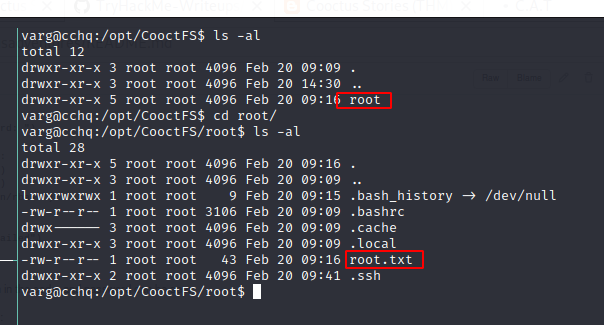 TryHackMe-Writeup
Cooctus Stories (THM
C.A.T
varg@cchq:/opt/CooctFS$ ls -al
total 12
drwxr-xr-x 3 root root 4096 Feb 20 09:09 .
drwxr-xr-x 3 root root 4096 Feb 20 14:30 ..
drwxr-xr-x 5 root root 4096 Feb 20 09:16 root
varg@cchq:/opt/CooctFS$ cd root/
varg@cchq:/opt/CooctFS/root$ ls -al
total 28
drwxr-xr-x 5 root root 4096 Feb 20 09:16 .
drwxr-xr-x 3 root root 4096 Feb 20 09:09 ..
lrwxrwxrwx 1 root root    9 Feb 20 09:15 .bash_history -> /dev/null
-rw-r--r-- 1 root root 3106 Feb 20 09:09 .bashrc
drwx------ 3 root root 4096 Feb 20 09:09 .cache
drwxr-xr-x 3 root root 4096 Feb 20 09:09 .local
-rw-r--r-- 1 root root   43 Feb 20 09:16 root.txt
drwxr-xr-x 2 root root 4096 Feb 20 09:41 .ssh
varg@cchq:/opt/CooctFS/root$